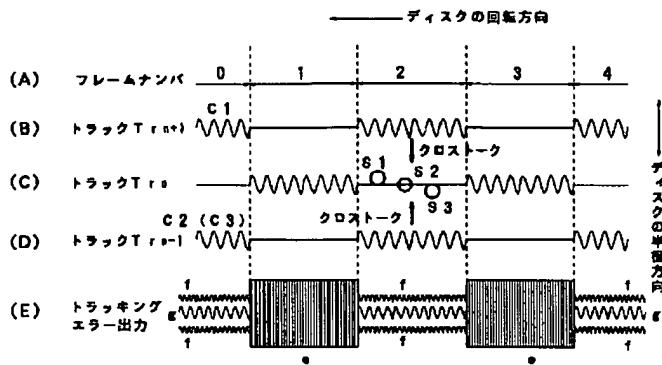 ディスクの回転方向
(A) フレームナンバ 0 1 2 3 4
C1
(B) トラックTrn+1
クロストーク
S1
S2
(C) トラックTrn
S3
クロストーク
C2 (C3)
(D) トラックTrn-1
ディスクの半径方向
f f f
(E) トラッキング g g
エラー出力
f f f
e e